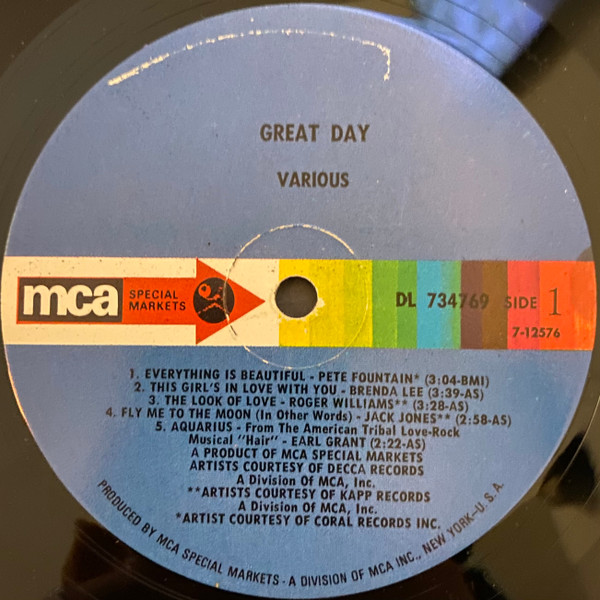 GREAT DAY
VARIOUS
mca SPECIAL MARKETS
DL 734769 SIDE 1
7-12576
1. EVERYTHING IS BEAUTIFUL - PETE FOUNTAIN* (3:04-BMI)
2. THIS GIRL'S IN LOVE WITH YOU - BRENDA LEE (3:39-AS)
3. THE LOOK OF LOVE - ROGER WILLIAMS** (3:28-AS)
4. FLY ME TO THE MOON (In Other Words) - JACK JONES** (2:58-AS)
5. AQUARIUS - From The American Tribal Love-Rock
Musical "Hair" - EARL GRANT (2:22-AS)
A PRODUCT OF MCA SPECIAL MARKETS
ARTISTS COURTESY OF DECCA RECORDS
A Division Of MCA, Inc.
**ARTISTS COURTESY OF KAPP RECORDS
A Division Of MCA, Inc.
*ARTIST COURTESY OF CORAL RECORDS INC.
PRODUCED BY MCA SPECIAL MARKETS - A DIVISION OF MCA INC., NEW YORK-U.S.A.